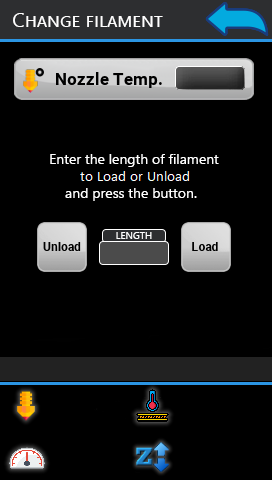 Change filament
Nozzle Temp.
Enter the length of filament
to Load or Unload
and press the button.
Unload
LENGTH
Load
Z